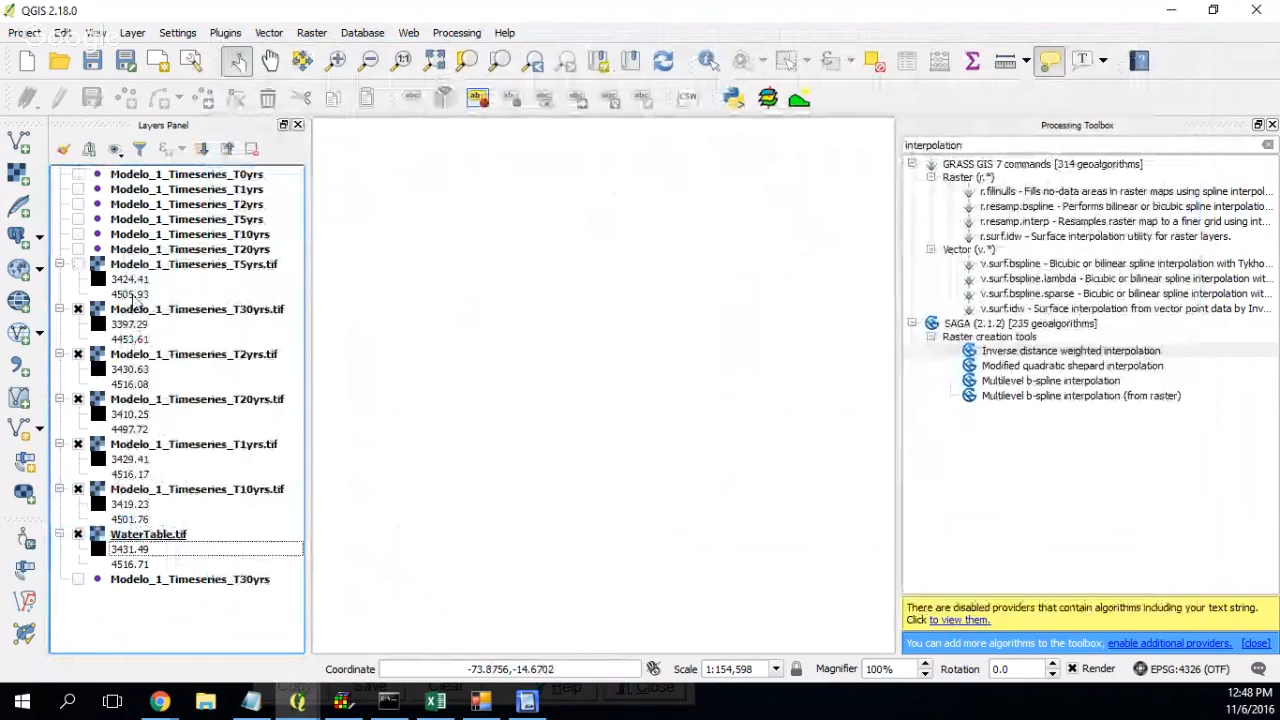 QGIS 2.18.0
Project Edit View Layer Settings Plugins Vector Raster Database Web Processing Help
Layers Panel
Modelo_1_Timeseries_T0yrs
Modelo_1_Timeseries_T1yrs
Modelo_1_Timeseries_T2yrs
Modelo_1_Timeseries_T5yrs
Modelo_1_Timeseries_T10yrs
Modelo_1_Timeseries_T20yrs
Modelo_1_Timeseries_T5yrs.tif
3424.41
4505.93
Modelo_1_Timeseries_T30yrs.tif
3397.29
4453.61
Modelo_1_Timeseries_T2yrs.tif
3430.63
4516.08
Modelo_1_Timeseries_T20yrs.tif
3410.25
4497.72
Modelo_1_Timeseries_T1yrs.tif
3429.41
4516.17
Modelo_1_Timeseries_T10yrs.tif
3419.23
4501.76
WaterTable.tif
3431.49
4516.71
Modelo_1_Timeseries_T30yrs
Processing Toolbox
interpolation
GRASS GIS 7 commands [314 geoalgorithms]
Raster (r.*)
r.fillnulls - Fills no-data areas in raster maps using spline interpol...
r.resamp.bspline - Performs bilinear or bicubic spline interpolatio...
r.resamp.interp - Resamples raster map to a finer grid using int...
r.surf.idw - Surface interpolation utility for raster layers.
Vector (v.*)
v.surf.bspline - Bicubic or bilinear spline interpolation with Tykho...
v.surf.bspline.lambda - Bicubic or bilinear spline interpolation wit...
v.surf.bspline.sparse - Bicubic or bilinear spline interpolation wit...
v.surf.idw - Surface interpolation from vector point data by Inv...
SAGA (2.1.2) [235 geoalgorithms]
Raster creation tools
Inverse distance weighted interpolation
Modified quadratic shepard interpolation
Multilevel b-spline interpolation
Multilevel b-spline interpolation (from raster)
There are disabled providers that contain algorithms including your text string.
Click to view them.
You can add more algorithms to the toolbox, enable additional providers. [close]
Coordinate -73.8756,-14.6702 Scale 1:154,598 Magnifier 100% Rotation 0.0 Render EPSG:4326 (OTF)
Copy Save Clear Help Close
12:48 PM
11/6/2016